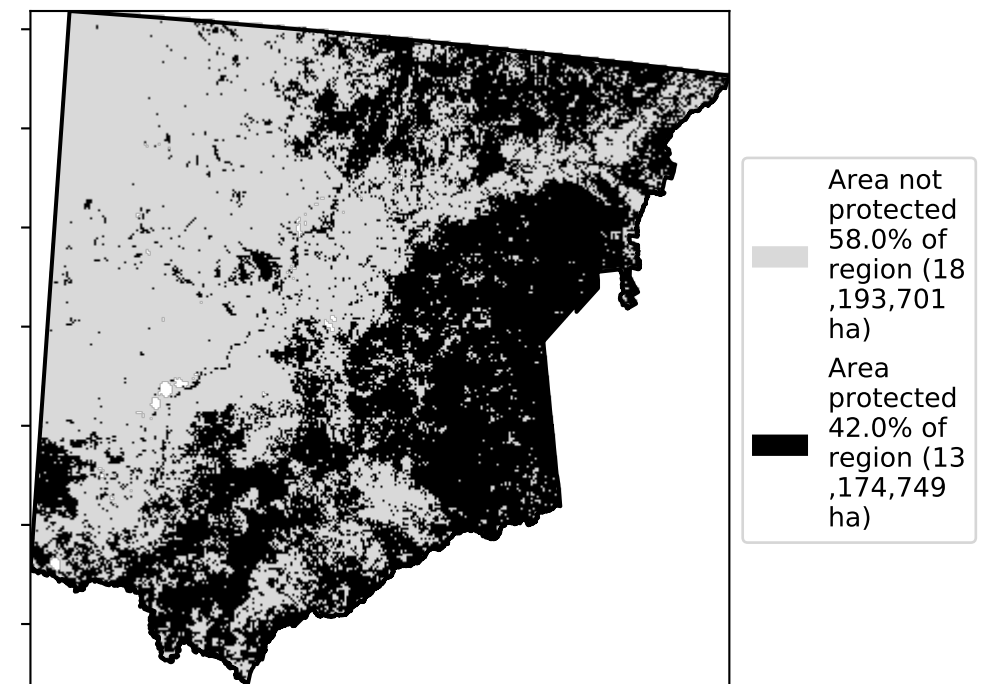 Area not
protected
58.0% of
region (18
,193,701
ha)
Area
protected
42.0% of
region (13
,174,749
ha)